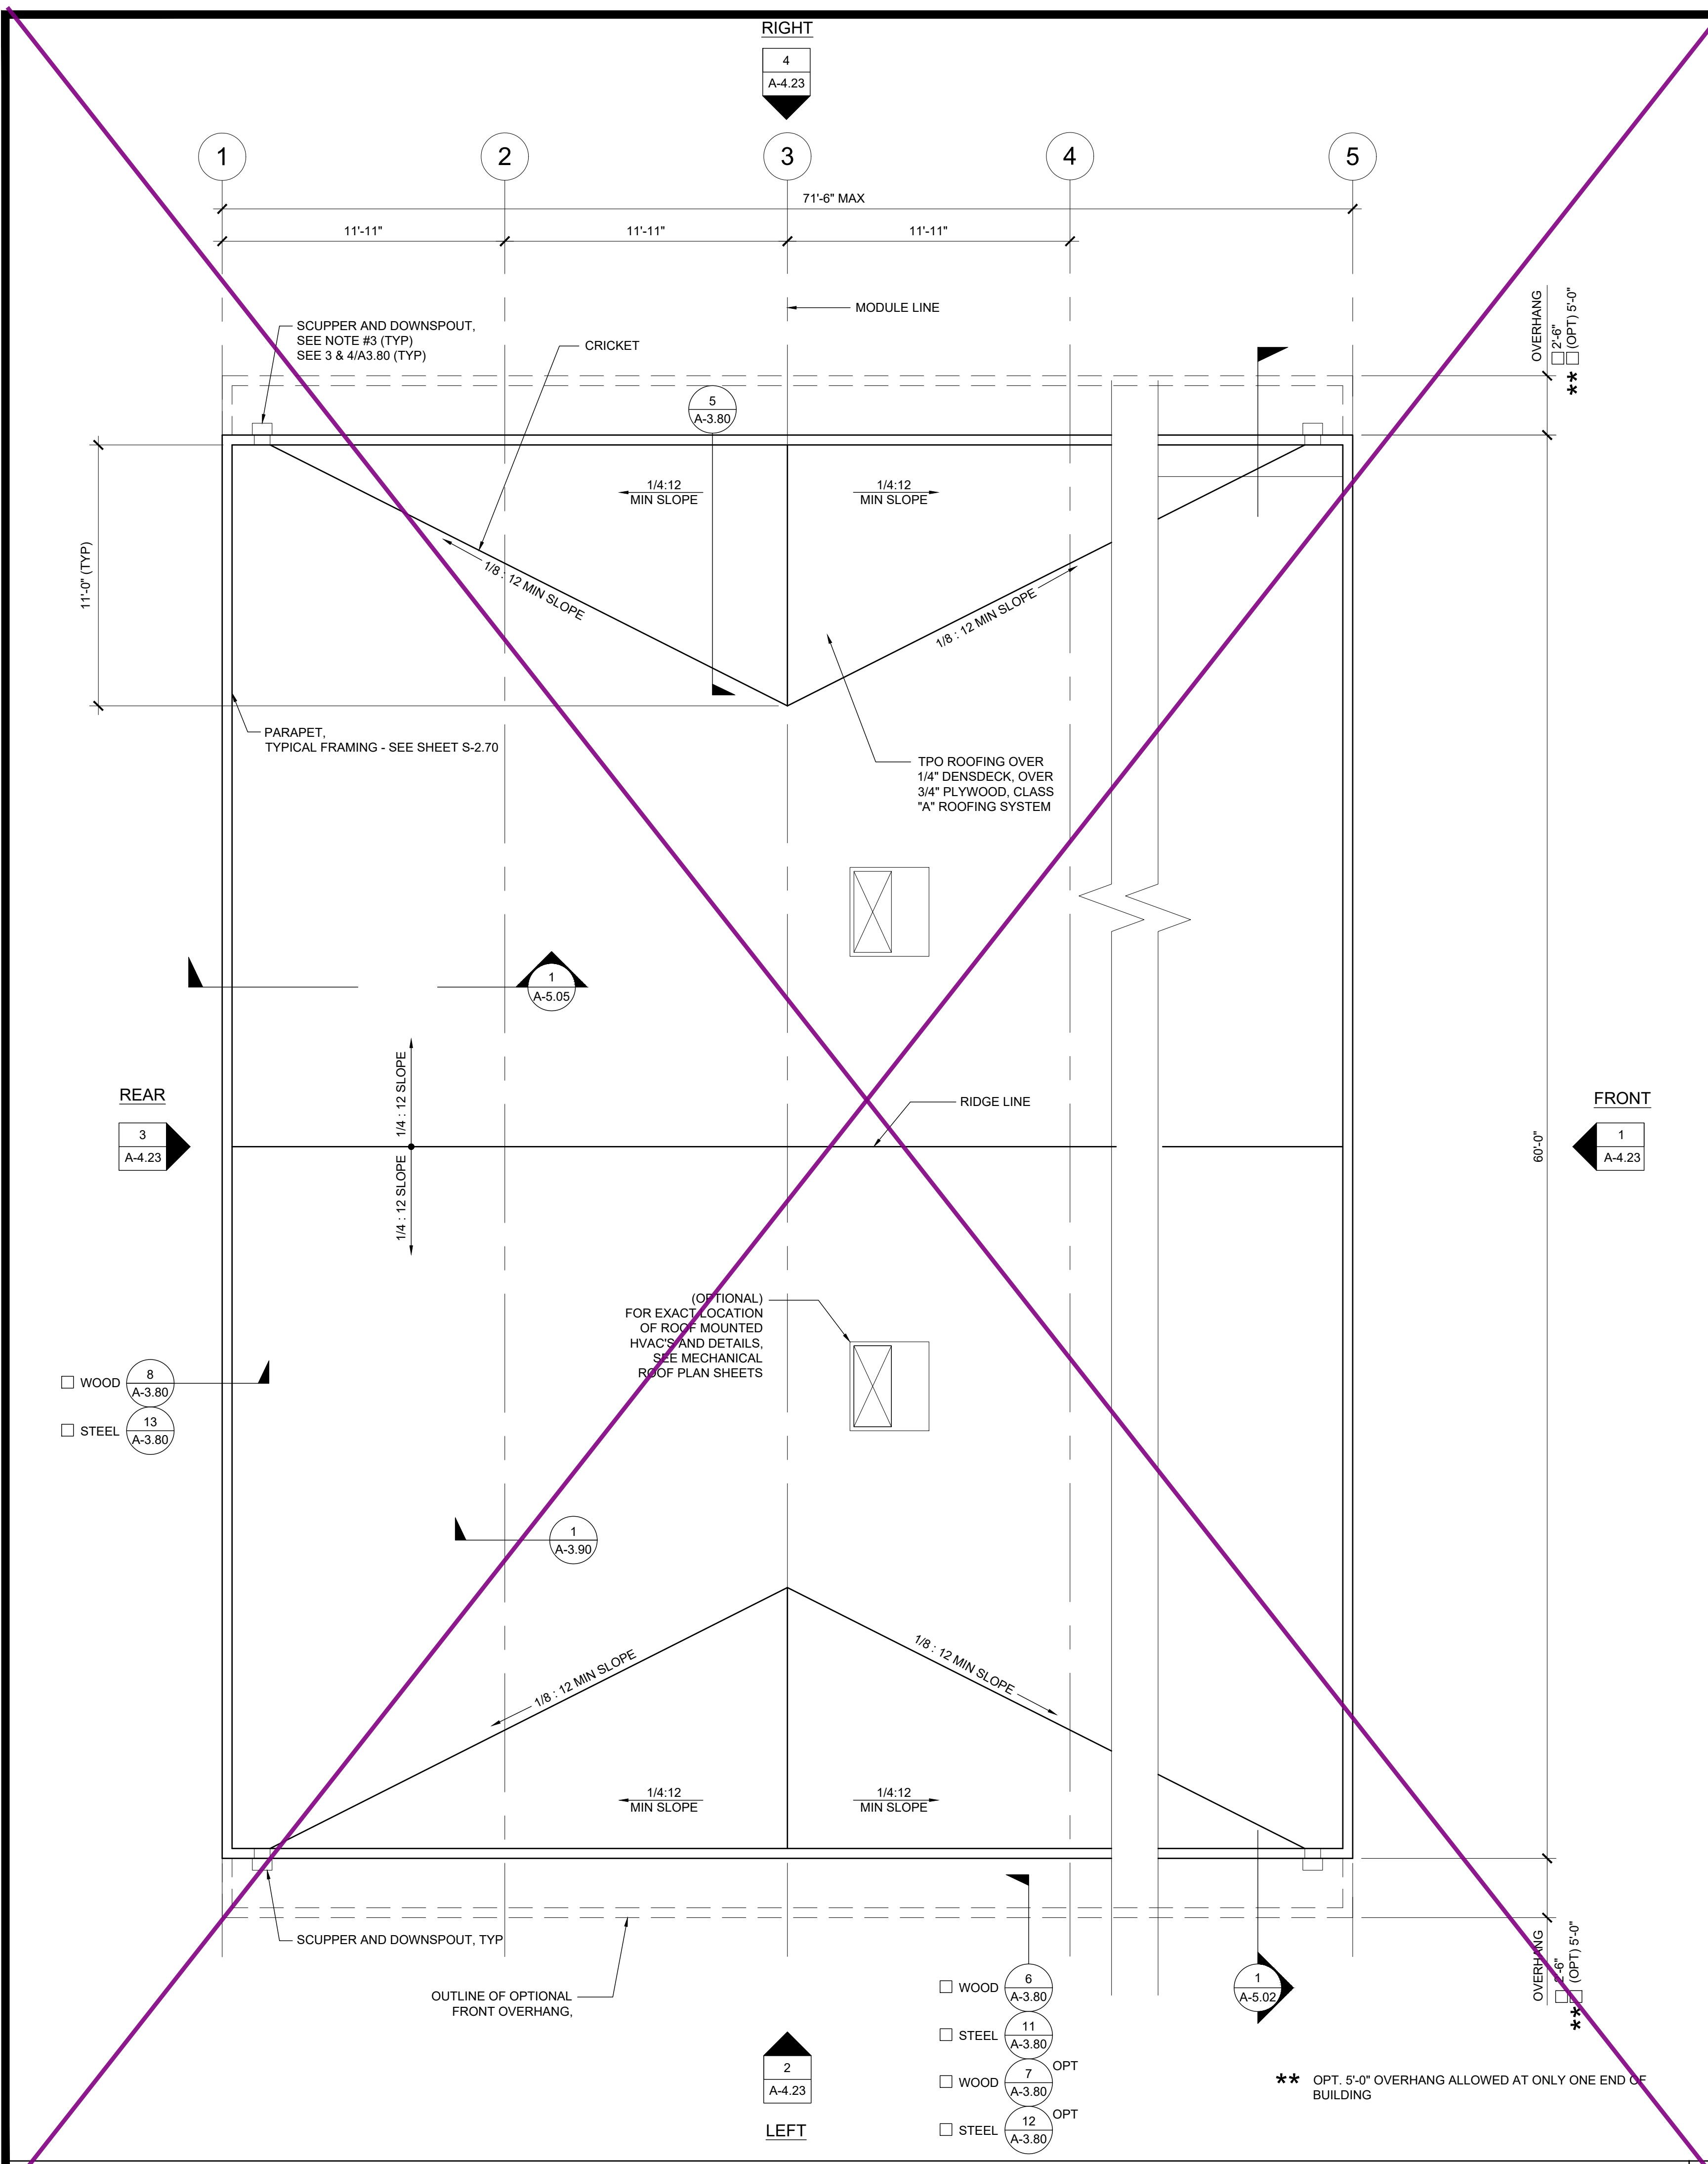 RIGHT
4
A-4.23
1
2
3
4
5
71'-6" MAX
11'-11"
11'-11"
11'-11"
MODULE LINE
OVERHANG
2'-6"
** (OPT) 5'-0"
SCUPPER AND DOWNSPOUT,
SEE NOTE #3 (TYP)
SEE 3 & 4/A3.80 (TYP)
CRICKET
5
A-3.80
1/4:12
MIN SLOPE
1/4:12
MIN SLOPE
11'-0" (TYP)
1/8 : 12 MIN SLOPE
1/8 : 12 MIN SLOPE
PARAPET,
TYPICAL FRAMING - SEE SHEET S-2.70
TPO ROOFING OVER
1/4" DENSDECK, OVER
3/4" PLYWOOD, CLASS
"A" ROOFING SYSTEM
1
A-5.05
1/4 : 12 SLOPE
REAR
3
A-4.23
RIDGE LINE
FRONT
1
A-4.23
60'-0"
1/4 : 12 SLOPE
(OPTIONAL)
FOR EXACT LOCATION
OF ROOF MOUNTED
HVAC'S AND DETAILS,
SEE MECHANICAL
ROOF PLAN SHEETS
WOOD
8
A-3.80
STEEL
13
A-3.80
1
A-3.90
1/8 : 12 MIN SLOPE
1/8 : 12 MIN SLOPE
1/4:12
MIN SLOPE
1/4:12
MIN SLOPE
SCUPPER AND DOWNSPOUT, TYP
OUTLINE OF OPTIONAL
FRONT OVERHANG,
OVERHANG
2'-6"
** (OPT) 5'-0"
WOOD
6
A-3.80
STEEL
11
A-3.80
WOOD
7
A-3.80
OPT
STEEL
12
A-3.80
OPT
1
A-5.02
2
A-4.23
LEFT
** OPT. 5'-0" OVERHANG ALLOWED AT ONLY ONE END OF
BUILDING